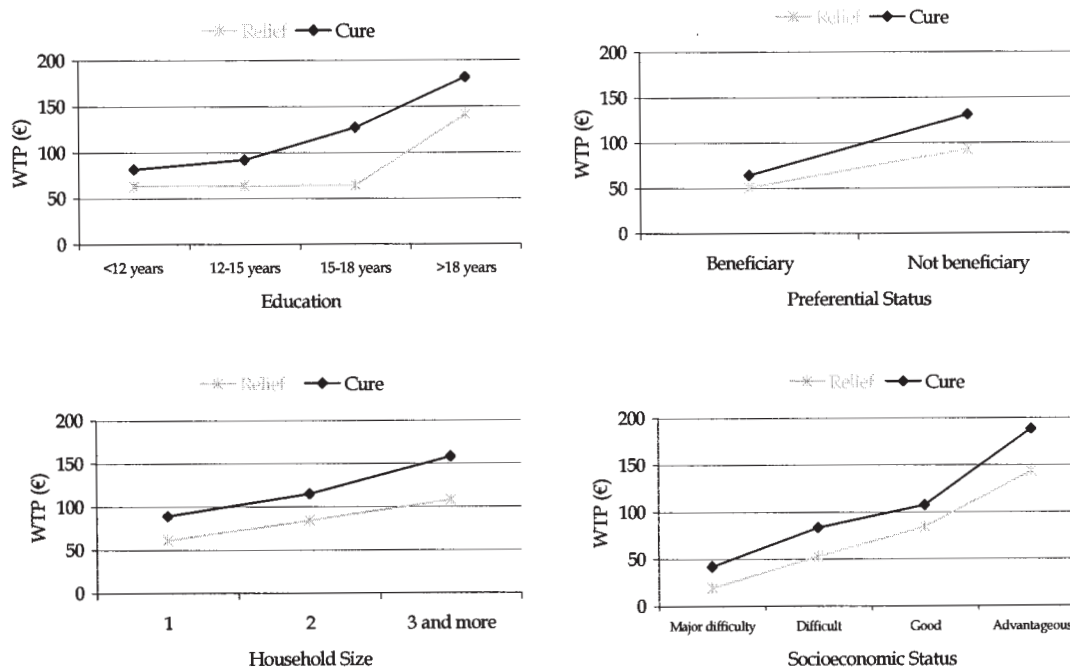 Relief Cure
200
150
100
50
0
WTP (€)
<12 years 12-15 years 15-18 years >18 years
Education
Relief Cure
200
150
100
50
0
WTP (€)
Beneficiary Not beneficiary
Preferential Status
Relief Cure
200
150
100
50
0
WTP (€)
1 2 3 and more
Household Size
Relief Cure
200
150
100
50
0
WTP (€)
Major difficulty Difficult Good Advantageous
Socioeconomic Status